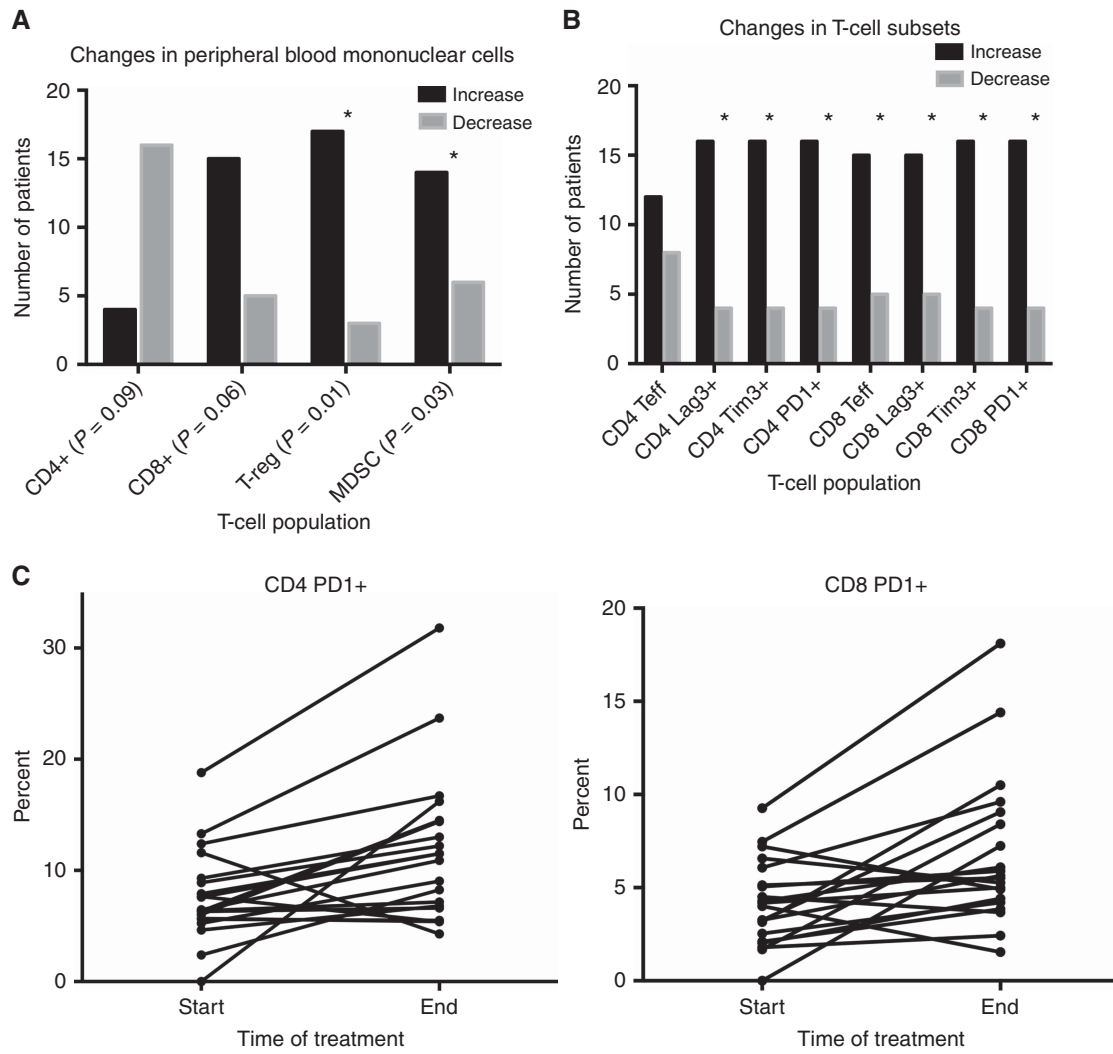 A
Changes in peripheral blood mononuclear cells
Increase
Decrease
Number of patients
20
15
10
5
0
*
*
CD4+ (P = 0.09)
CD8+ (P = 0.06)
T-reg (P = 0.01)
MDSC (P = 0.03)
T-cell population
B
Changes in T-cell subsets
Increase
Decrease
Number of patients
20
15
10
5
0
* * * * * * *
CD4 Teff
CD4 Lag3+
CD4 Tim3+
CD4 PD1+
CD8 Teff
CD8 Lag3+
CD8 Tim3+
CD8 PD1+
T-cell population
C
CD4 PD1+
Percent
30
20
10
0
Start End
Time of treatment
CD8 PD1+
Percent
20
15
10
5
0
Start End
Time of treatment